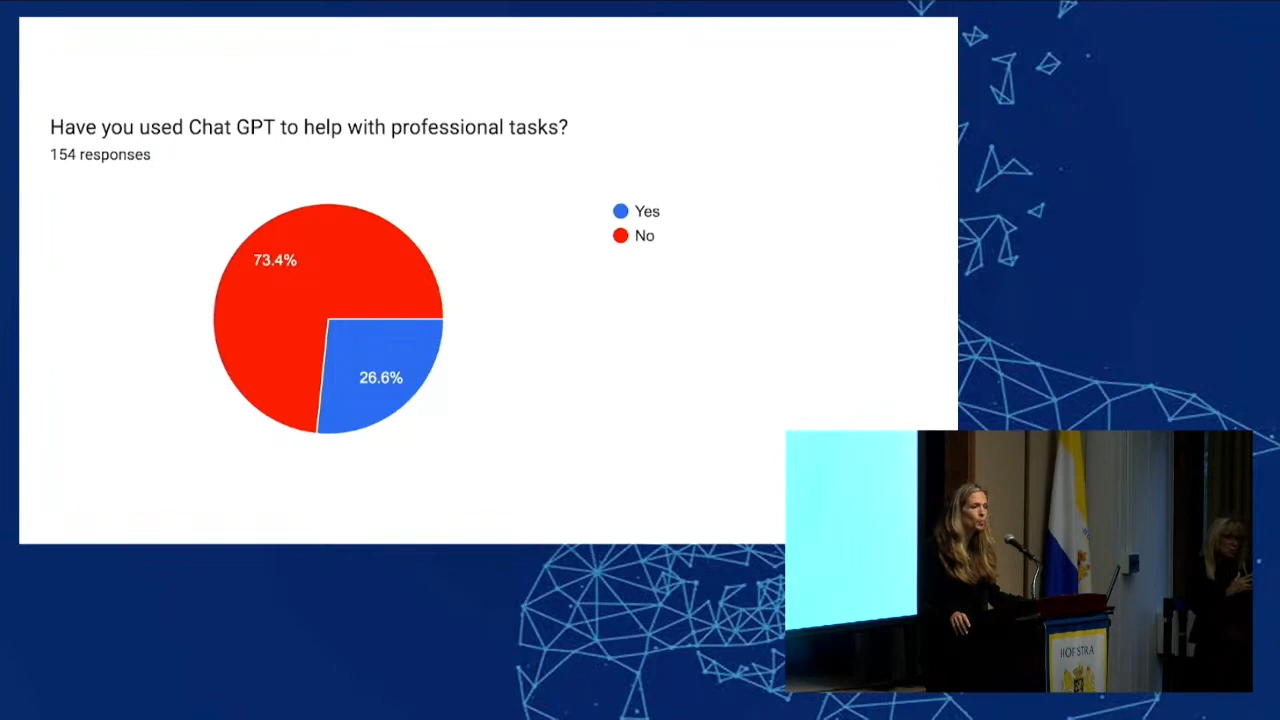 Have you used Chat GPT to help with professional tasks?
154 responses
Yes
No
73.4%
26.6%
HOFSTRA